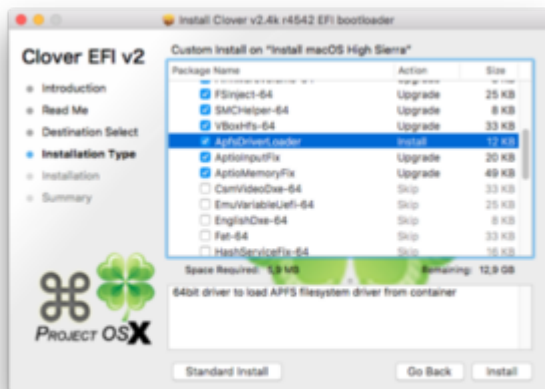 Install Clover v2.4k r4542 EFI bootloader
Clover EFI v2
Custom Install on "Install macOS High Sierra"
Package Name Action Size
FSInject-64 Upgrade 25 KB
SMCHelper-64 Upgrade 8 KB
VBoxHfs-64 Upgrade 33 KB
ApfsDriverLoader Install 12 KB
AptioInputFix Upgrade 20 KB
AptioMemoryFix Upgrade 49 KB
CsmVideoDxe-64 Skip 33 KB
EmuVariableUefi-64 Skip 25 KB
EnglishDxe-64 Skip 8 KB
Fat-64 Skip 33 KB
HashServiceFix-64 Skip 16 KB
Introduction
Read Me
Destination Select
Installation Type
Installation
Summary
Space Required: 5,9 MB Remaining: 12,9 GB
64bit driver to load APFS filesystem driver from container
PROJECT OSX
Standard Install Go Back Install